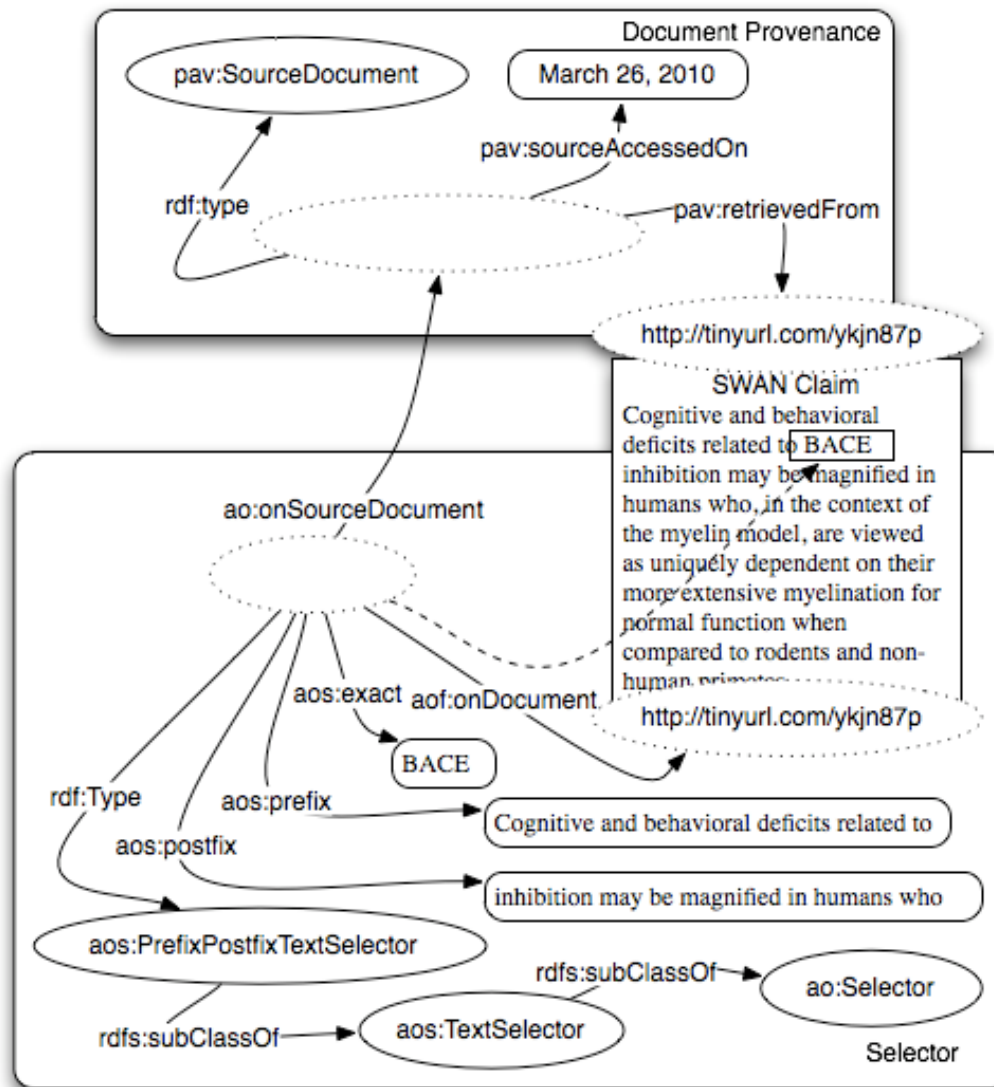 Document Provenance
pav:SourceDocument
March 26, 2010
pav:sourceAccessedOn
rdf:type
pav:retrievedFrom
http://tinyurl.com/ykjn87p
SWAN Claim
Cognitive and behavioral
deficits related to BACE
inhibition may be magnified in
humans who, in the context of
the myelin model, are viewed
as uniquely dependent on their
more extensive myelination for
normal function when
compared to rodents and non-
human primates
http://tinyurl.com/ykjn87p
ao:onSourceDocument
aos:exact
aof:onDocument
BACE
rdf:Type
aos:prefix
Cognitive and behavioral deficits related to
aos:postfix
inhibition may be magnified in humans who
aos:PrefixPostfixTextSelector
rdfs:subClassOf
ao:Selector
rdfs:subClassOf
aos:TextSelector
Selector